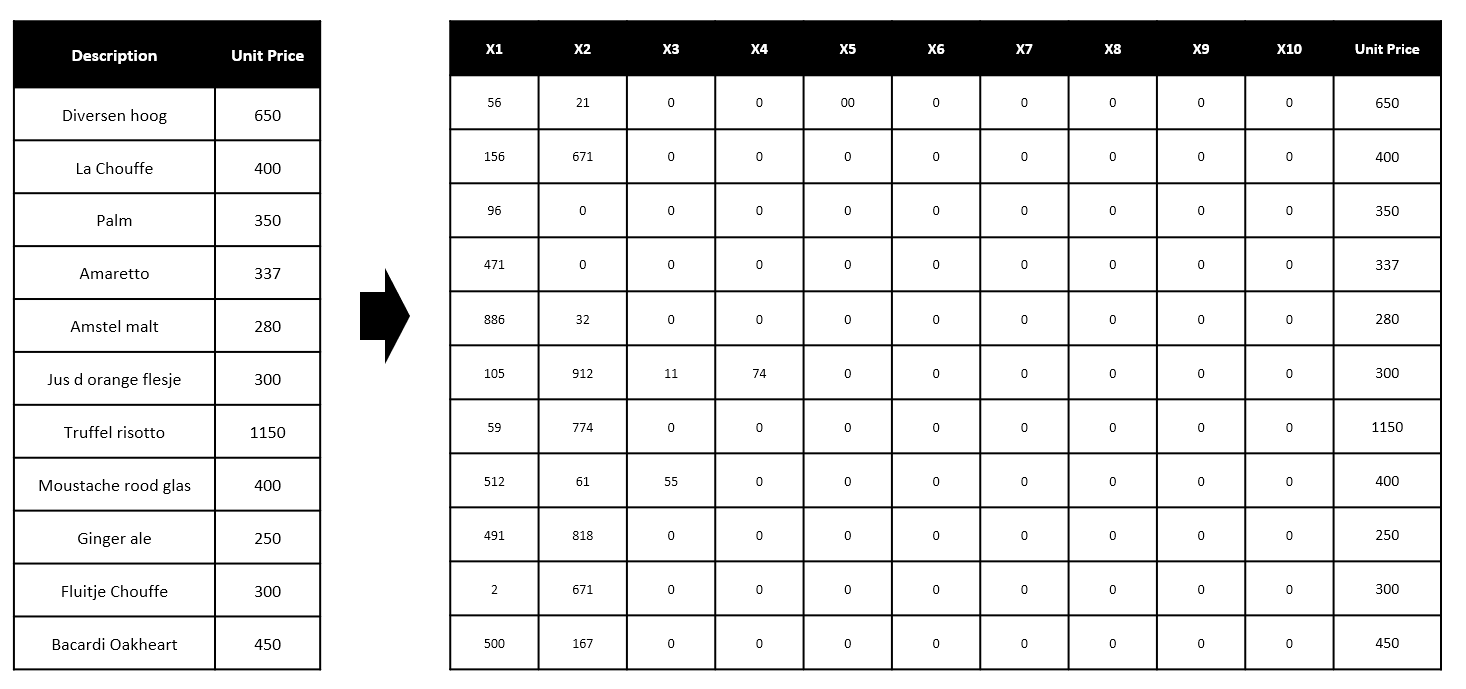 Description Unit Price
Diversen hoog 650
La Chouffe 400
Palm 350
Amaretto 337
Amstel malt 280
Jus d orange flesje 300
Truffel risotto 1150
Moustache rood glas 400
Ginger ale 250
Fluitje Chouffe 300
Bacardi Oakheart 450
X1 X2 X3 X4 X5 X6 X7 X8 X9 X10 Unit Price
56 21 0 0 00 0 0 0 0 0 650
156 671 0 0 0 0 0 0 0 0 400
96 0 0 0 0 0 0 0 0 0 350
471 0 0 0 0 0 0 0 0 0 337
886 32 0 0 0 0 0 0 0 0 280
105 912 11 74 0 0 0 0 0 0 300
59 774 0 0 0 0 0 0 0 0 1150
512 61 55 0 0 0 0 0 0 0 400
491 818 0 0 0 0 0 0 0 0 250
2 671 0 0 0 0 0 0 0 0 300
500 167 0 0 0 0 0 0 0 0 450